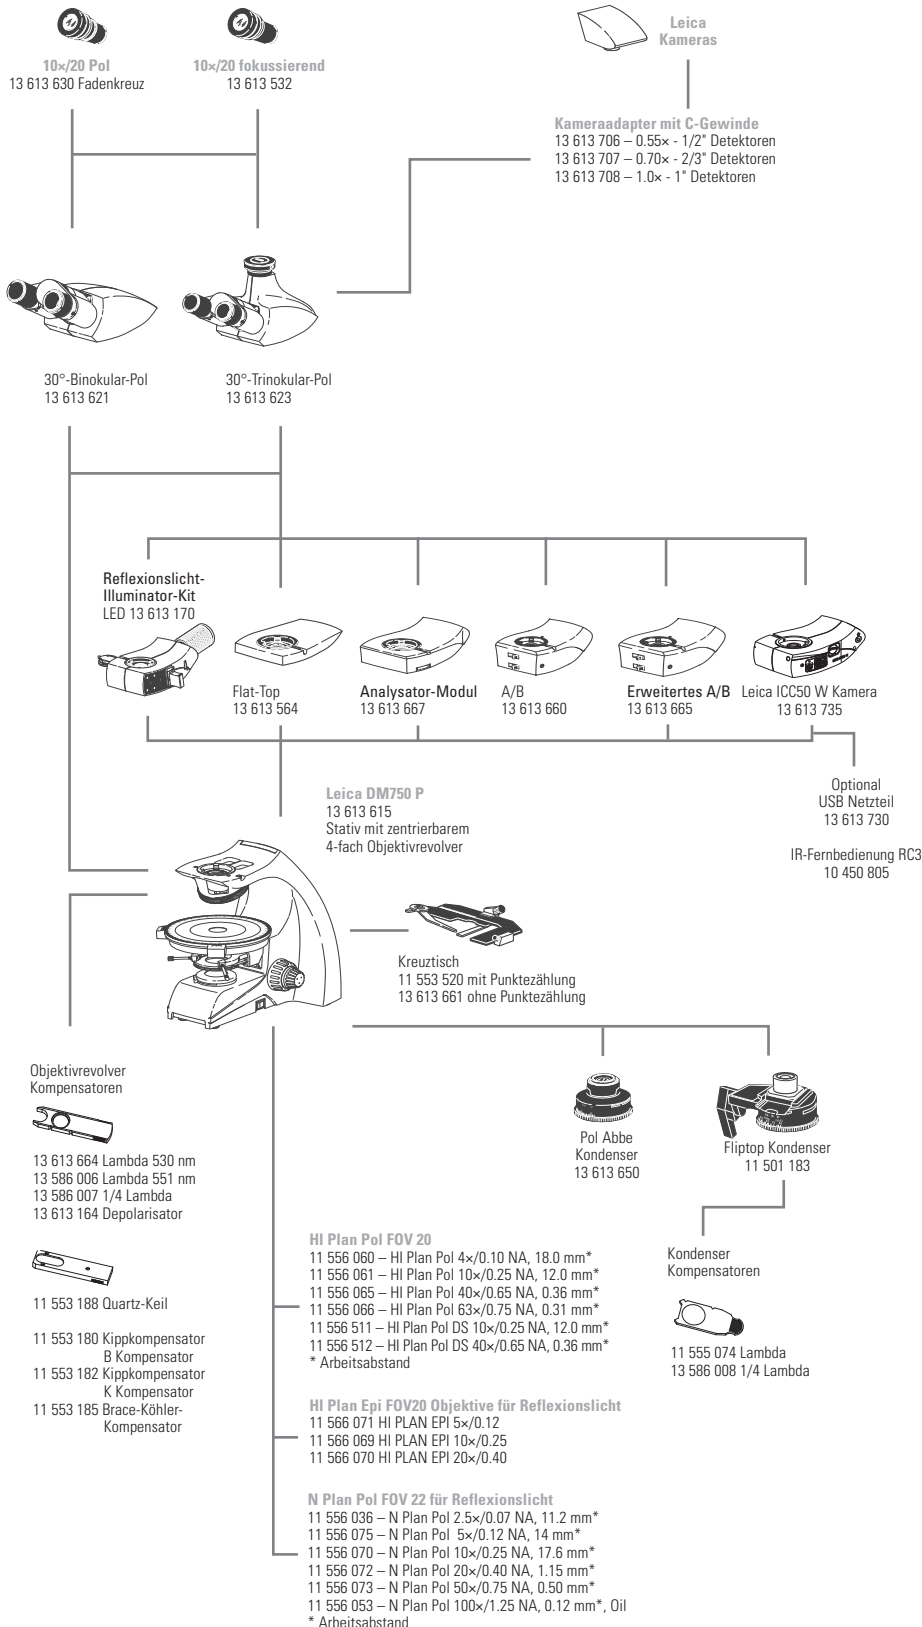 10×/20 Pol
13 613 630 Fadenkreuz
10×/20 fokussierend
13 613 532
Leica
Kameras
Kameraadapter mit C-Gewinde
13 613 706 – 0.55× - 1/2" Detektoren
13 613 707 – 0.70× - 2/3" Detektoren
13 613 708 – 1.0× - 1" Detektoren
30°-Binokular-Pol
13 613 621
30°-Trinokular-Pol
13 613 623
Reflexionslicht-
Illuminator-Kit
LED 13 613 170
Flat-Top
13 613 564
Analysator-Modul
13 613 667
A/B
13 613 660
Erweitertes A/B
13 613 665
Leica ICC50 W Kamera
13 613 735
Optional
USB Netzteil
13 613 730
IR-Fernbedienung RC3
10 450 805
Leica DM750 P
13 613 615
Stativ mit zentrierbarem
4-fach Objektivrevolver
Kreuztisch
11 553 520 mit Punktezählung
13 613 661 ohne Punktezählung
Objektivrevolver
Kompensatoren
13 613 664 Lambda 530 nm
13 586 006 Lambda 551 nm
13 586 007 1/4 Lambda
13 613 164 Depolarisator
11 553 188 Quartz-Keil
11 553 180 Kippkompensator
B Kompensator
11 553 182 Kippkompensator
K Kompensator
11 553 185 Brace-Köhler-
Kompensator
Pol Abbe
Kondenser
13 613 650
Fliptop Kondenser
11 501 183
Kondenser
Kompensatoren
11 555 074 Lambda
13 586 008 1/4 Lambda
HI Plan Pol FOV 20
11 556 060 – HI Plan Pol 4×/0.10 NA, 18.0 mm*
11 556 061 – HI Plan Pol 10×/0.25 NA, 12.0 mm*
11 556 065 – HI Plan Pol 40×/0.65 NA, 0.36 mm*
11 556 066 – HI Plan Pol 63×/0.75 NA, 0.31 mm*
11 556 511 – HI Plan Pol DS 10×/0.25 NA, 12.0 mm*
11 556 512 – HI Plan Pol DS 40×/0.65 NA, 0.36 mm*
* Arbeitsabstand
HI Plan Epi FOV20 Objektive für Reflexionslicht
11 566 071 HI PLAN EPI 5×/0.12
11 566 069 HI PLAN EPI 10×/0.25
11 566 070 HI PLAN EPI 20×/0.40
N Plan Pol FOV 22 für Reflexionslicht
11 556 036 – N Plan Pol 2.5×/0.07 NA, 11.2 mm*
11 556 075 – N Plan Pol 5×/0.12 NA, 14 mm*
11 556 070 – N Plan Pol 10×/0.25 NA, 17.6 mm*
11 556 072 – N Plan Pol 20×/0.40 NA, 1.15 mm*
11 556 073 – N Plan Pol 50×/0.75 NA, 0.50 mm*
11 556 053 – N Plan Pol 100×/1.25 NA, 0.12 mm*, Oil
* Arbeitsabstand